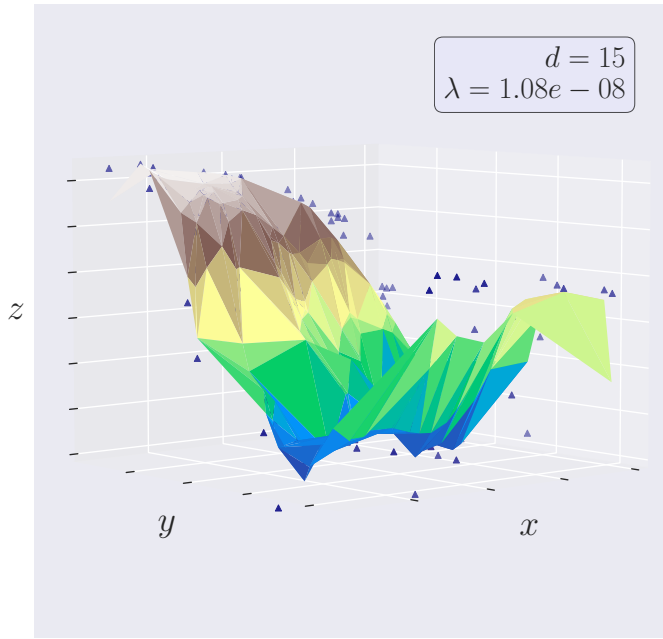 d = 15
λ = 1.08e − 08
z
y
x